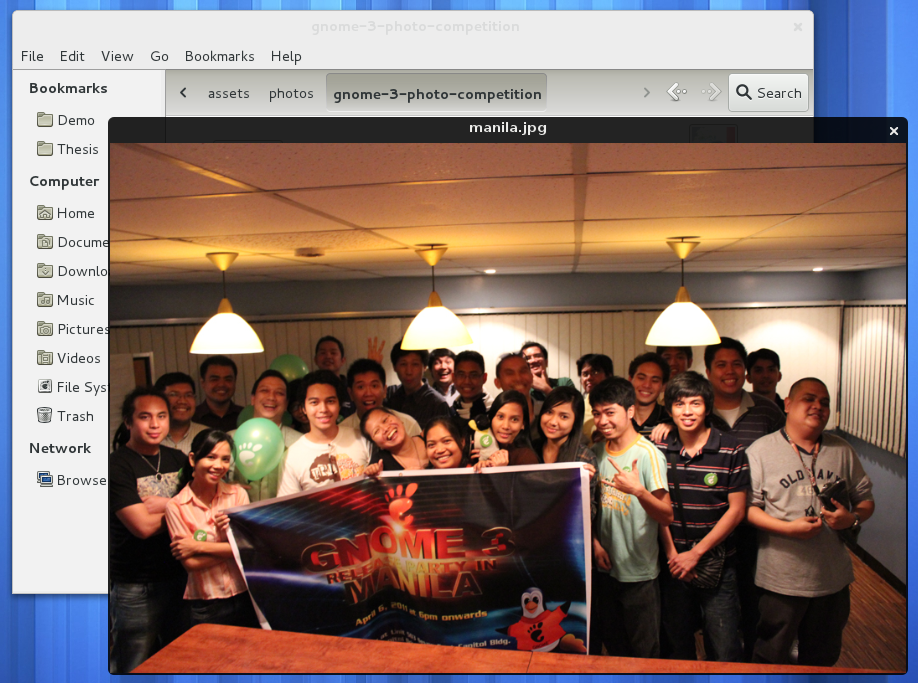 gnome-3-photo-competition
File Edit View Go Bookmarks Help
Bookmarks
assets photos gnome-3-photo-competition Search
Demo
Thesis
Computer
Home
Docume
Downlo
Music
Pictures
Videos
File Sys
Trash
Network
Browse
manila.jpg
GNOME 3
RELEASE PARTY IN
MANILA
April 6, 2011 at 6pm onwards
Capitol Bldg.
OLD NAVY